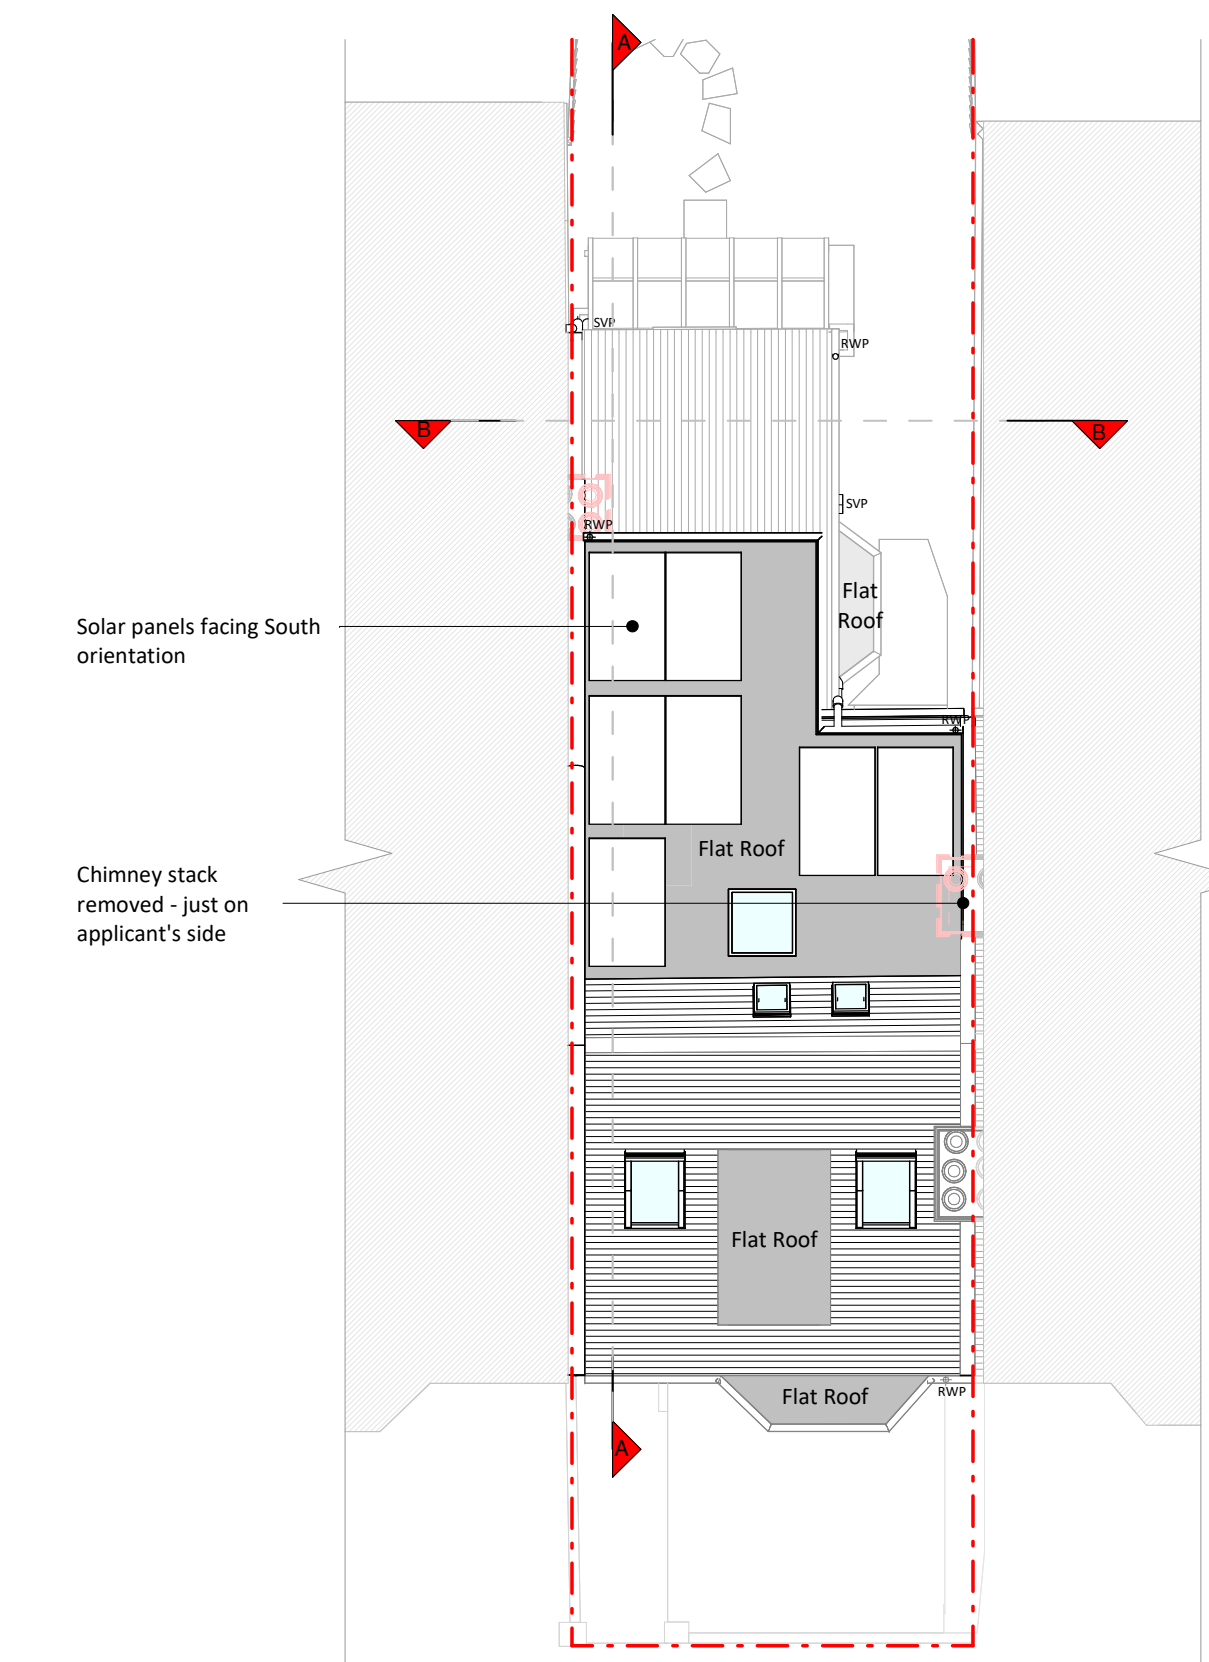 A
SVP
RWP
B
B
SVP
RWP
Flat
Roof
Solar panels facing South
orientation
RWP
Flat Roof
Chimney stack
removed - just on
applicant's side
Flat Roof
Flat Roof
RWP
A